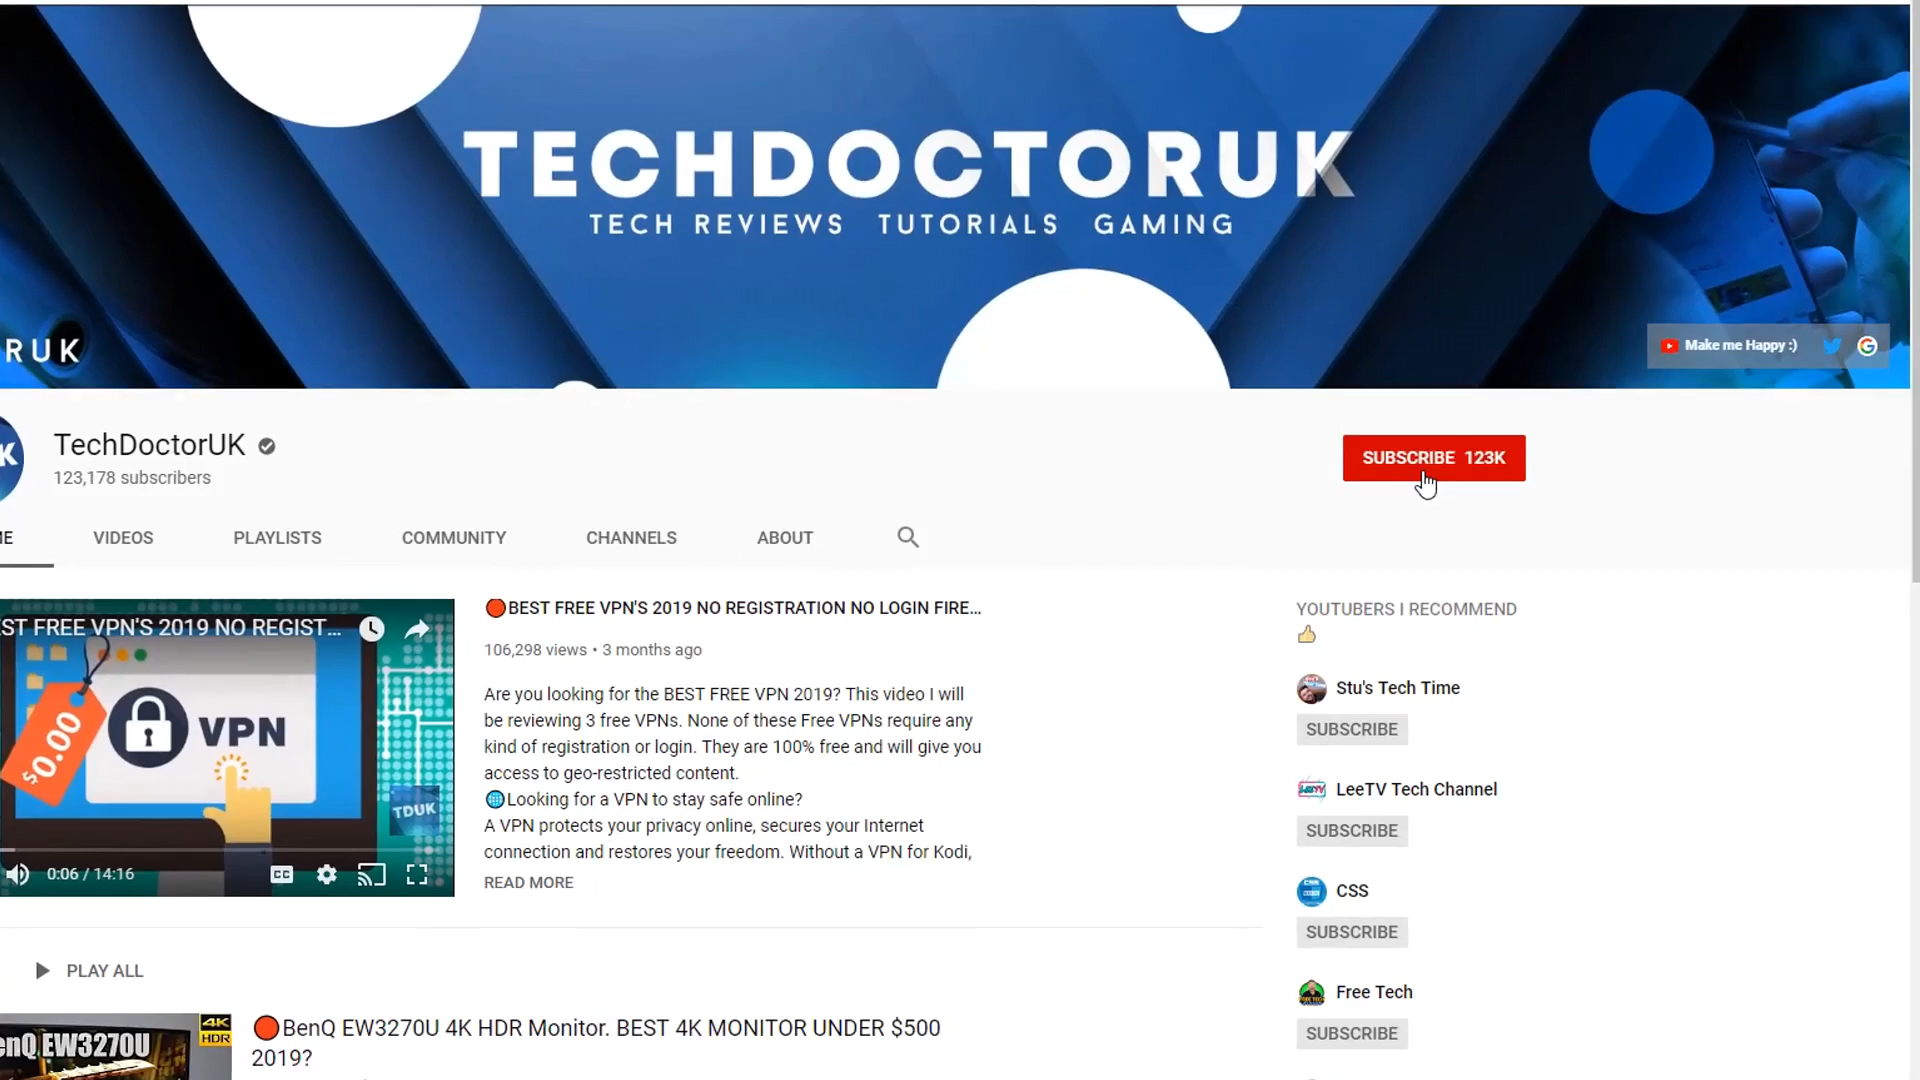 TECHDOCTORUK
TECH REVIEWS TUTORIALS GAMING
RUK
Make me Happy :)
K
TechDoctorUK
123,178 subscribers
SUBSCRIBE 123K
ME
VIDEOS
PLAYLISTS
COMMUNITY
CHANNELS
ABOUT
EST FREE VPN'S 2019 NO REGIST...
$0.00
VPN
TDUK
0:06 / 14:16
CC
BEST FREE VPN'S 2019 NO REGISTRATION NO LOGIN FIRE...
106,298 views • 3 months ago
Are you looking for the BEST FREE VPN 2019? This video I will
be reviewing 3 free VPNs. None of these Free VPNs require any
kind of registration or login. They are 100% free and will give you
access to geo-restricted content.
Looking for a VPN to stay safe online?
A VPN protects your privacy online, secures your Internet
connection and restores your freedom. Without a VPN for Kodi,
READ MORE
YOUTUBERS I RECOMMEND
Stu's Tech Time
SUBSCRIBE
LeeTV Tech Channel
SUBSCRIBE
CSS
SUBSCRIBE
Free Tech
SUBSCRIBE
PLAY ALL
enQ EW3270U
4K
HDR
BenQ EW3270U 4K HDR Monitor. BEST 4K MONITOR UNDER $500
2019?